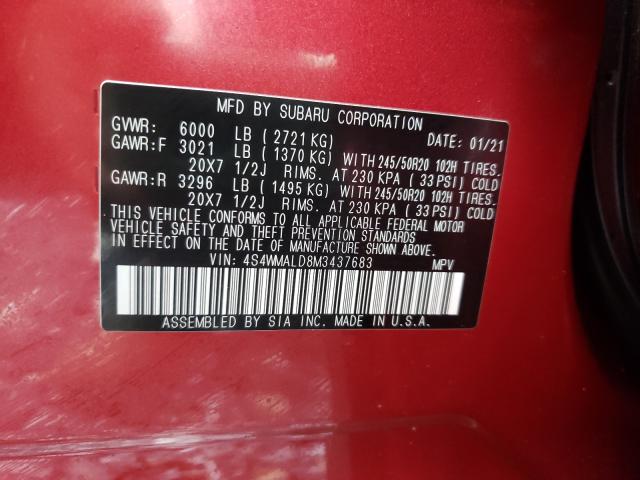 MFD BY SUBARU CORPORATION
GVWR: 6000 LB (2721 KG) DATE: 01/21
GAWR:F 3021 LB (1370 KG) WITH 245/50R20 102H TIRES.
20X7 1/2J RIMS. AT 230 KPA (33 PSI) COLD
GAWR:R 3296 LB (1495 KG) WITH 245/50R20 102H TIRES.
20X7 1/2J RIMS. AT 230 KPA (33 PSI) COLD
THIS VEHICLE CONFORMS TO ALL APPLICABLE FEDERAL MOTOR
VEHICLE SAFETY AND THEFT PREVENTION STANDARDS
IN EFFECT ON THE DATE OF MANUFACTURE SHOWN ABOVE.
VIN: 4S4WMALD8M3437683 MPV
ASSEMBLED BY SIA INC. MADE IN U.S.A.